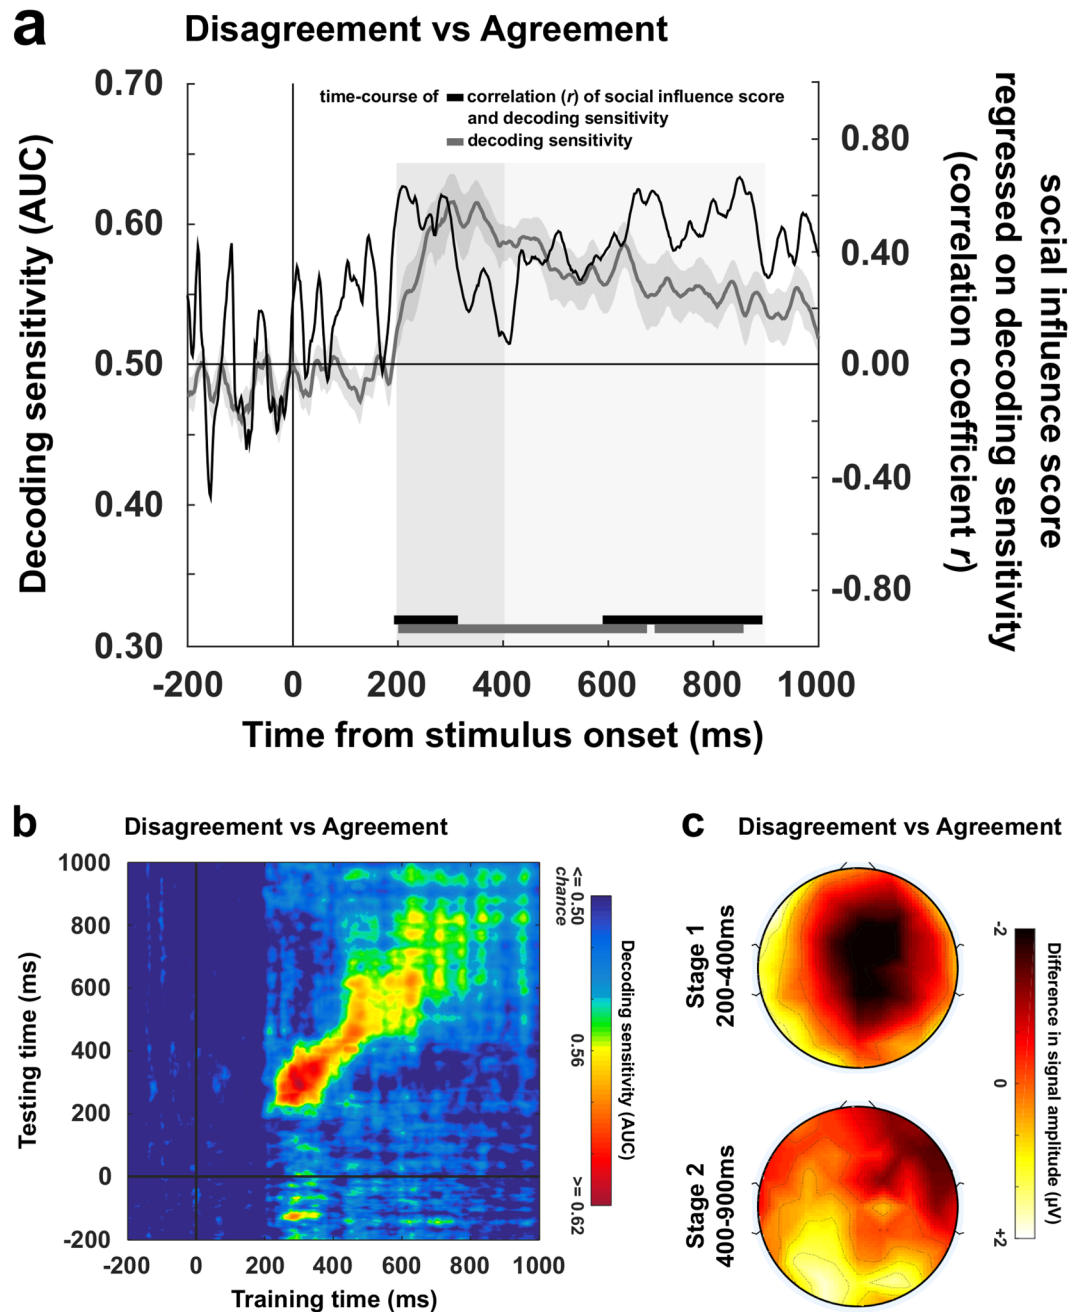 a
Disagreement vs Agreement
time-course of correlation (r) of social influence score
and decoding sensitivity
decoding sensitivity
Decoding sensitivity (AUC)
0.70
0.60
0.50
0.40
0.30
0.80
0.40
0.00
-0.40
-0.80
social influence score
regressed on decoding sensitivity
(correlation coefficient r)
-200 0 200 400 600 800 1000
Time from stimulus onset (ms)
b
Disagreement vs Agreement
Testing time (ms)
1000
800
600
400
200
0
-200
-200 0 200 400 600 800 1000
Training time (ms)
<= 0.50
chance
0.56
>= 0.62
Decoding sensitivity (AUC)
c
Disagreement vs Agreement
Stage 1
200-400ms
Stage 2
400-900ms
-2
0
+2
Difference in signal amplitude (μV)